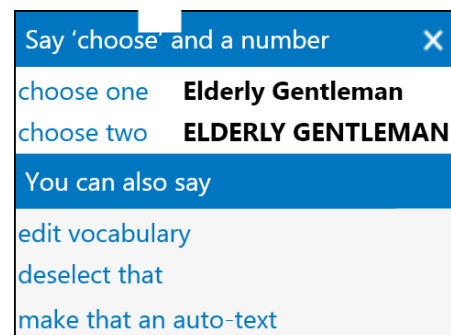 Say ‘choose’ and a number
choose one Elderly Gentleman
choose two ELDERLY GENTLEMAN
You can also say
edit vocabulary
deselect that
make that an auto-text